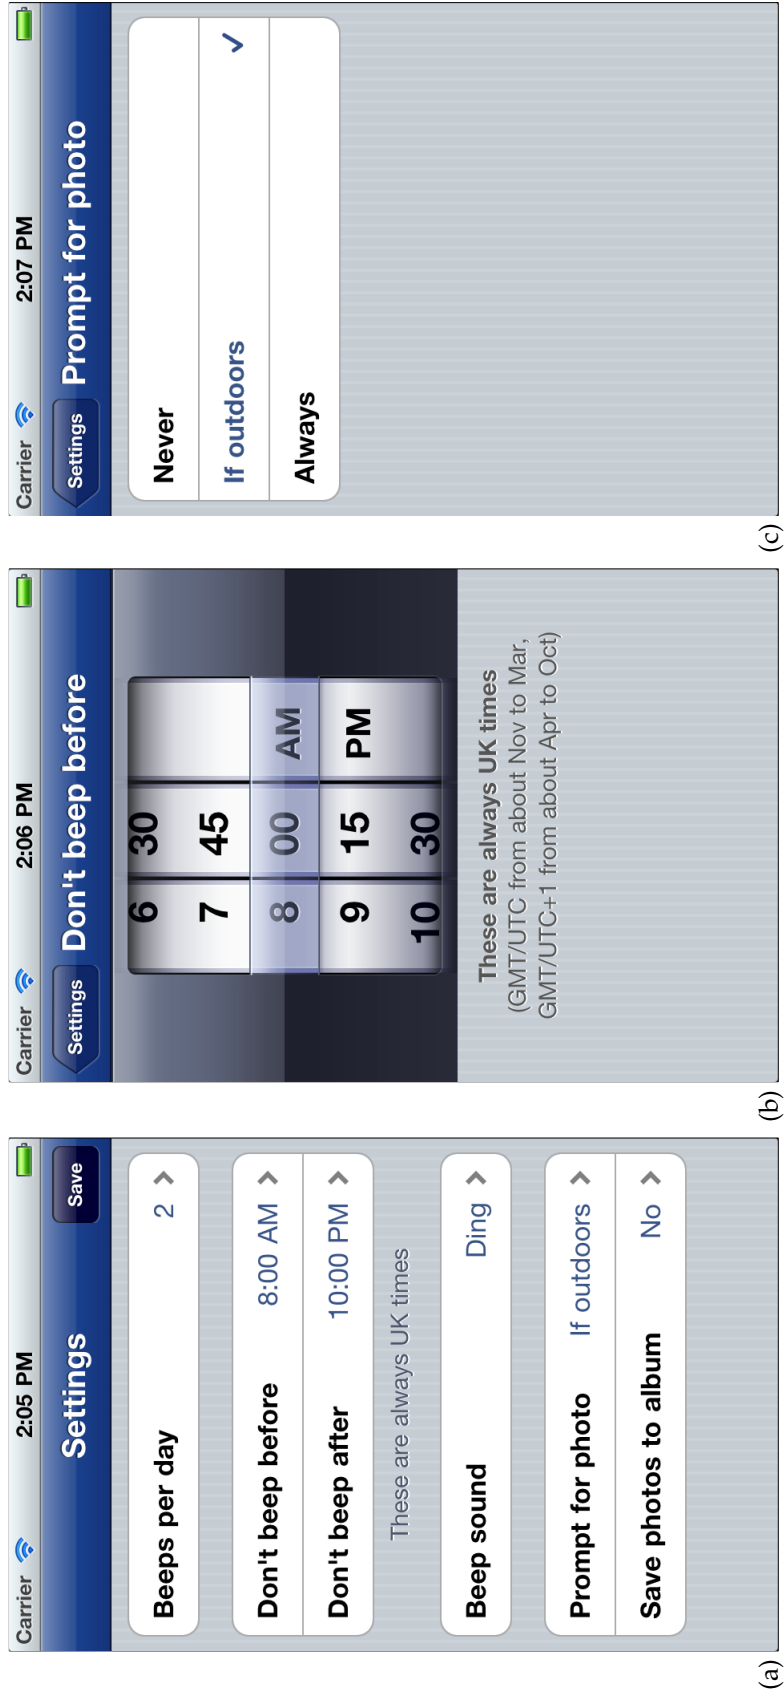 Carrier 2:05 PM
Settings Save
Beeps per day 2
Don't beep before 8:00 AM
Don't beep after 10:00 PM
These are always UK times
Beep sound Ding
Prompt for photo If outdoors
Save photos to album No
(a)
Carrier 2:06 PM
Settings Don't beep before
6 30
7 45
8 00 AM
9 15 PM
10 30
These are always UK times
(GMT/UTC from about Nov to Mar,
GMT/UTC+1 from about Apr to Oct)
(b)
Carrier 2:07 PM
Settings Prompt for photo
Never
If outdoors
Always
(c)